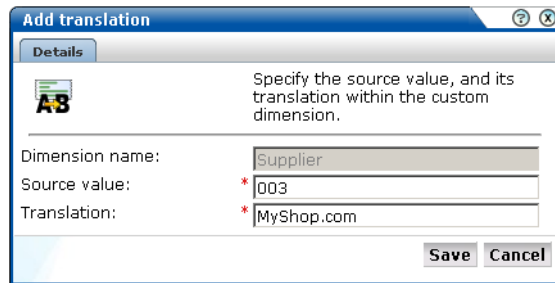 Add translation
Details
A B
Specify the source value, and its
translation within the custom
dimension.
Dimension name: Supplier
Source value: * 003
Translation: * MyShop.com
Save Cancel